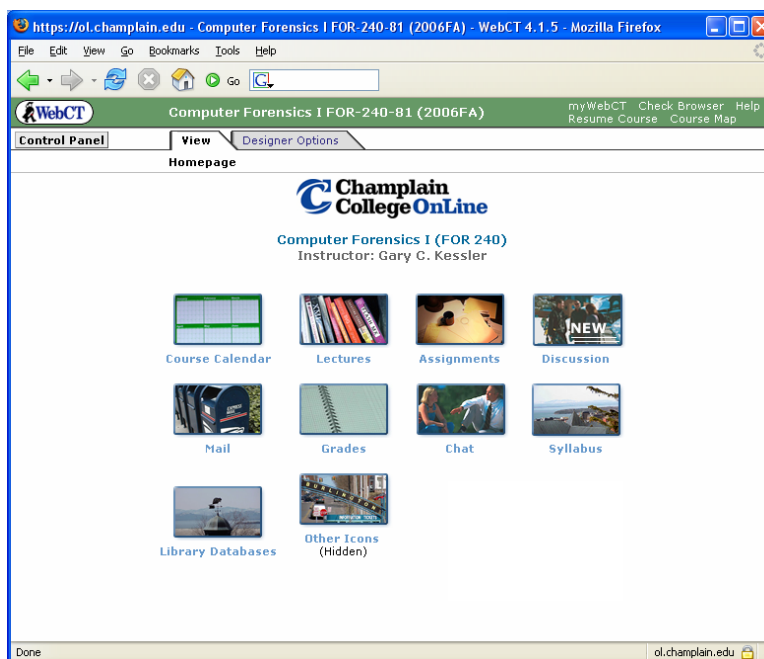 https://ol.champlain.edu - Computer Forensics I FOR-240-81 (2006FA) - WebCT 4.1.5 - Mozilla Firefox
File Edit View Go Bookmarks Tools Help
Go G
WebCT
Computer Forensics I FOR-240-81 (2006FA)
myWebCT Check Browser Help
Resume Course Course Map
Control Panel
View
Designer Options
Homepage
Champlain
College OnLine
Computer Forensics I (FOR 240)
Instructor: Gary C. Kessler
NEW
Course Calendar
Lectures
Assignments
Discussion
Mail
Grades
Chat
Syllabus
BURLINGTON
Library Databases
Other Icons
(Hidden)
Done
ol.champlain.edu